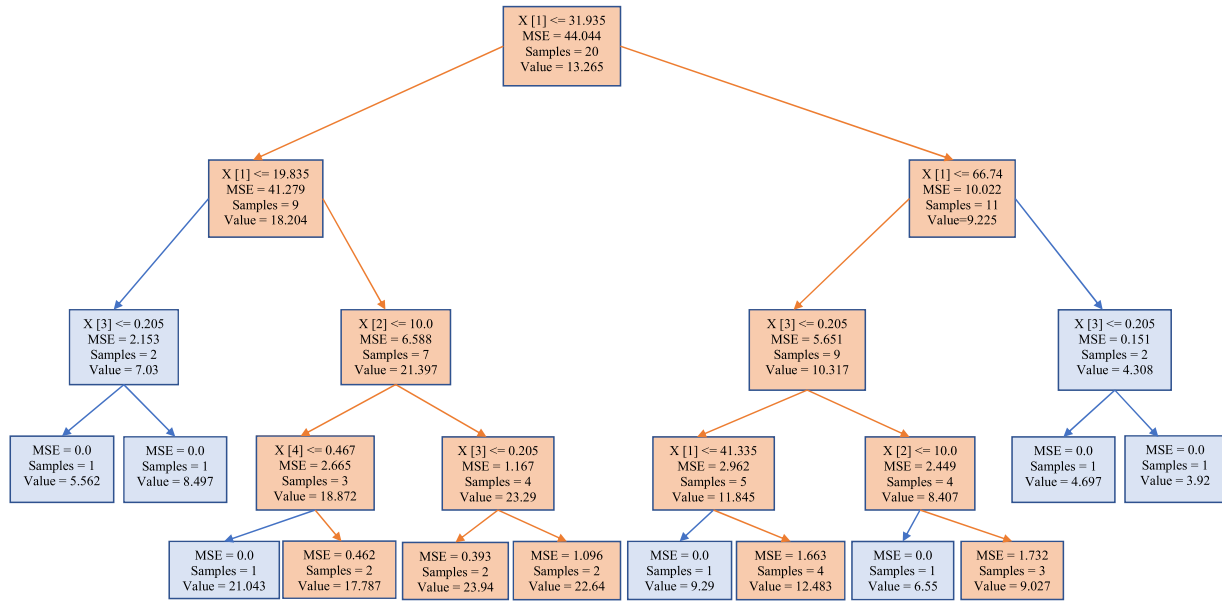 X [1] <= 31.935
MSE = 44.044
Samples = 20
Value = 13.265
X [1] <= 19.835
MSE = 41.279
Samples = 9
Value = 18.204
X [1] <= 66.74
MSE = 10.022
Samples = 11
Value=9.225
X [3] <= 0.205
MSE = 2.153
Samples = 2
Value = 7.03
X [2] <= 10.0
MSE = 6.588
Samples = 7
Value = 21.397
X [3] <= 0.205
MSE = 5.651
Samples = 9
Value = 10.317
X [3] <= 0.205
MSE = 0.151
Samples = 2
Value = 4.308
MSE = 0.0
Samples = 1
Value = 5.562
MSE = 0.0
Samples = 1
Value = 8.497
X [4] <= 0.467
MSE = 2.665
Samples = 3
Value = 18.872
X [3] <= 0.205
MSE = 1.167
Samples = 4
Value = 23.29
X [1] <= 41.335
MSE = 2.962
Samples = 5
Value = 11.845
X [2] <= 10.0
MSE = 2.449
Samples = 4
Value = 8.407
MSE = 0.0
Samples = 1
Value = 4.697
MSE = 0.0
Samples = 1
Value = 3.92
MSE = 0.0
Samples = 1
Value = 21.043
MSE = 0.462
Samples = 2
Value = 17.787
MSE = 0.393
Samples = 2
Value = 23.94
MSE = 1.096
Samples = 2
Value = 22.64
MSE = 0.0
Samples = 1
Value = 9.29
MSE = 1.663
Samples = 4
Value = 12.483
MSE = 0.0
Samples = 1
Value = 6.55
MSE = 1.732
Samples = 3
Value = 9.027